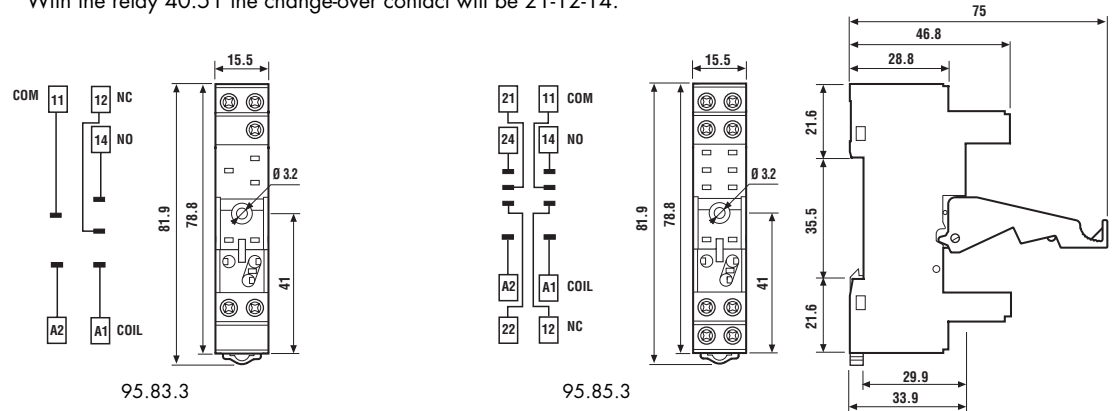 With the relay 40.51 the change-over contact will be 21-12-14.
COM 11 12 NC
14 NO
A2 A1 COIL
15.5
81.9
78.8
Ø 3.2
41
95.83.3
21 11 COM
24 14 NO
A2 A1 COIL
22 12 NC
15.5
81.9
78.8
Ø 3.2
41
95.85.3
75
46.8
28.8
21.6
35.5
21.6
29.9
33.9